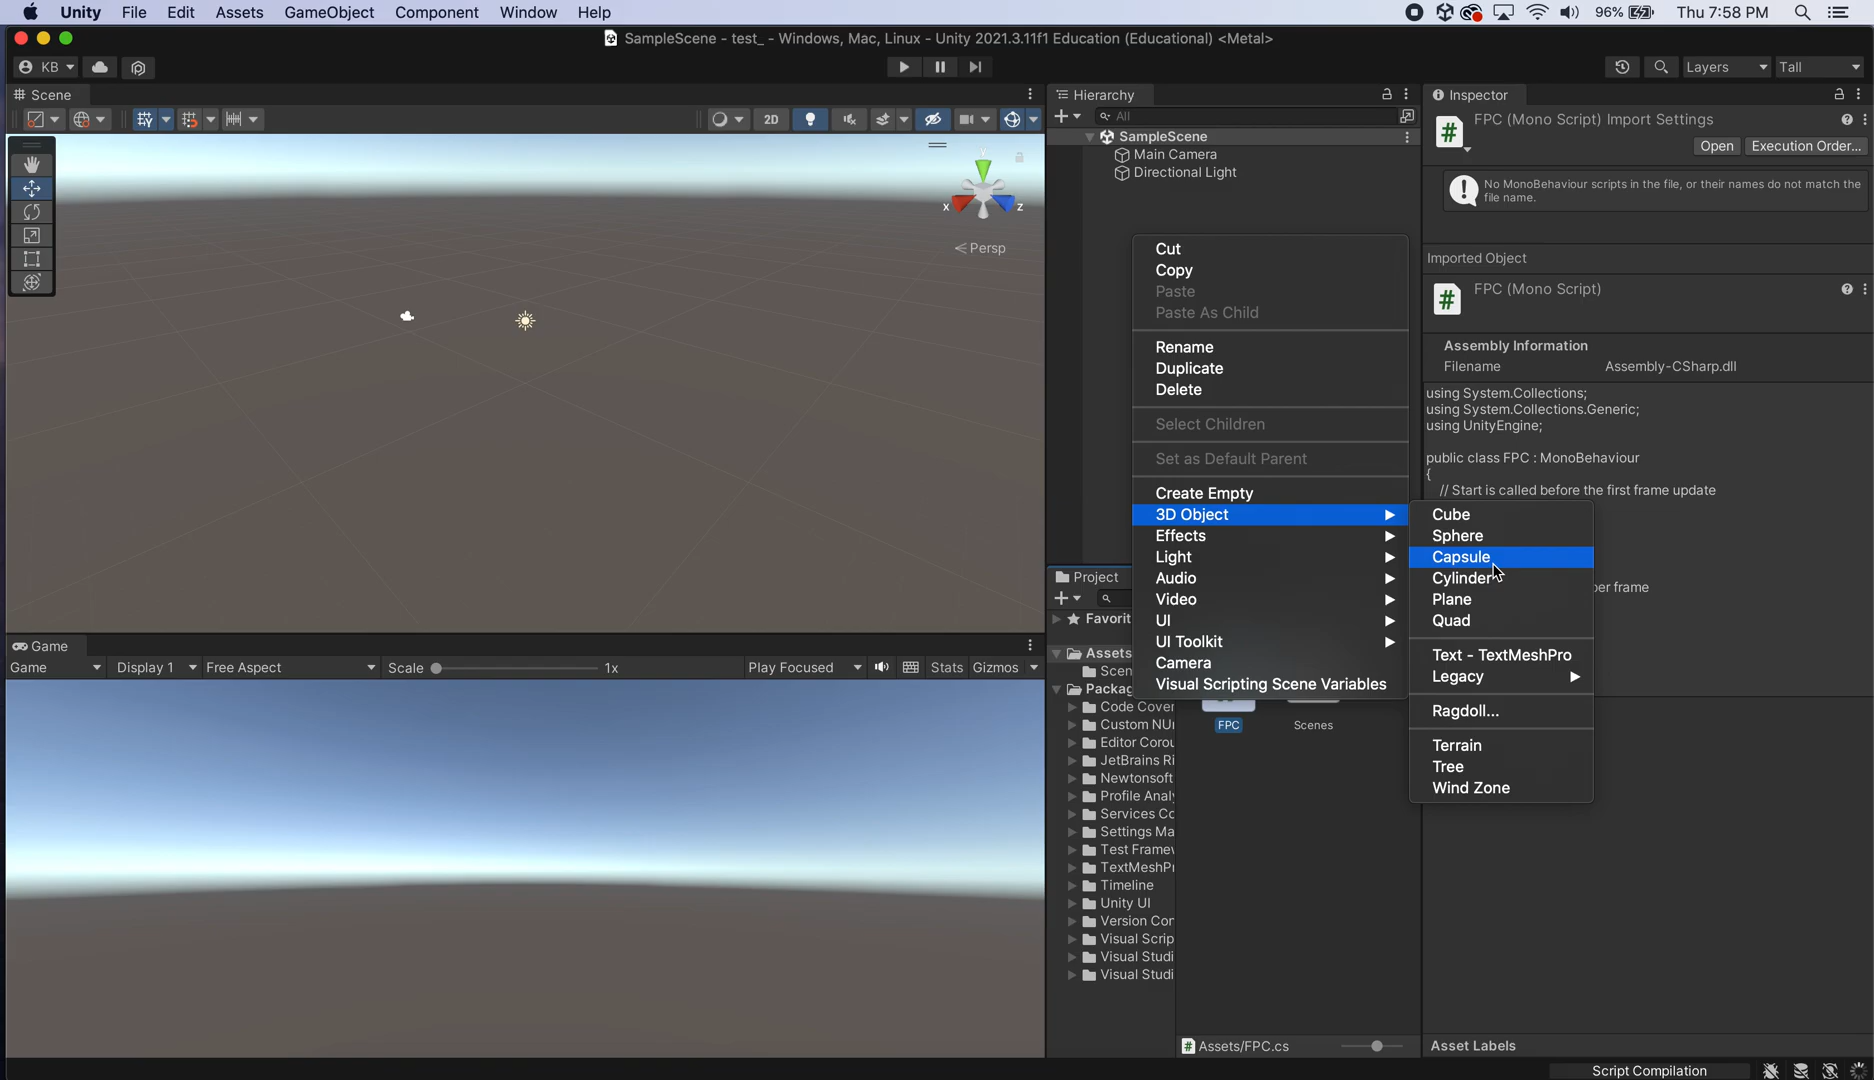 Unity File Edit Assets GameObject Component Window Help 96% Thu 7:58 PM
SampleScene - test_ - Windows, Mac, Linux - Unity 2021.3.11f1 Education (Educational) <Metal>
KB Layers Tall
Scene
2D
y
x z
Persp
Hierarchy
All
SampleScene
Main Camera
Directional Light
Cut
Copy
Paste
Paste As Child
Rename
Duplicate
Delete
Select Children
Set as Default Parent
Create Empty
3D Object
Effects
Light
Audio
Video
UI
UI Toolkit
Camera
Visual Scripting Scene Variables
Cube
Sphere
Capsule
Cylinder
Plane
Quad
Text - TextMeshPro
Legacy
Ragdoll...
Terrain
Tree
Wind Zone
Inspector
FPC (Mono Script) Import Settings
Open Execution Order...
No MonoBehaviour scripts in the file, or their names do not match the
file name.
Imported Object
FPC (Mono Script)
Assembly Information
Filename Assembly-CSharp.dll
using System.Collections;
using System.Collections.Generic;
using UnityEngine;
public class FPC : MonoBehaviour
{
// Start is called before the first frame update
per frame
Asset Labels
Project
Favorit
Assets
Scen
Packag
Code Cover
Custom NUn
Editor Corou
JetBrains Ri
Newtonsoft
Profile Analy
Services Co
Settings Ma
Test Framew
TextMeshPr
Timeline
Unity UI
Version Con
Visual Scrip
Visual Studi
Visual Studi
FPC Scenes
Assets/FPC.cs
Game
Game Display 1 Free Aspect Scale 1x Play Focused Stats Gizmos
Script Compilation